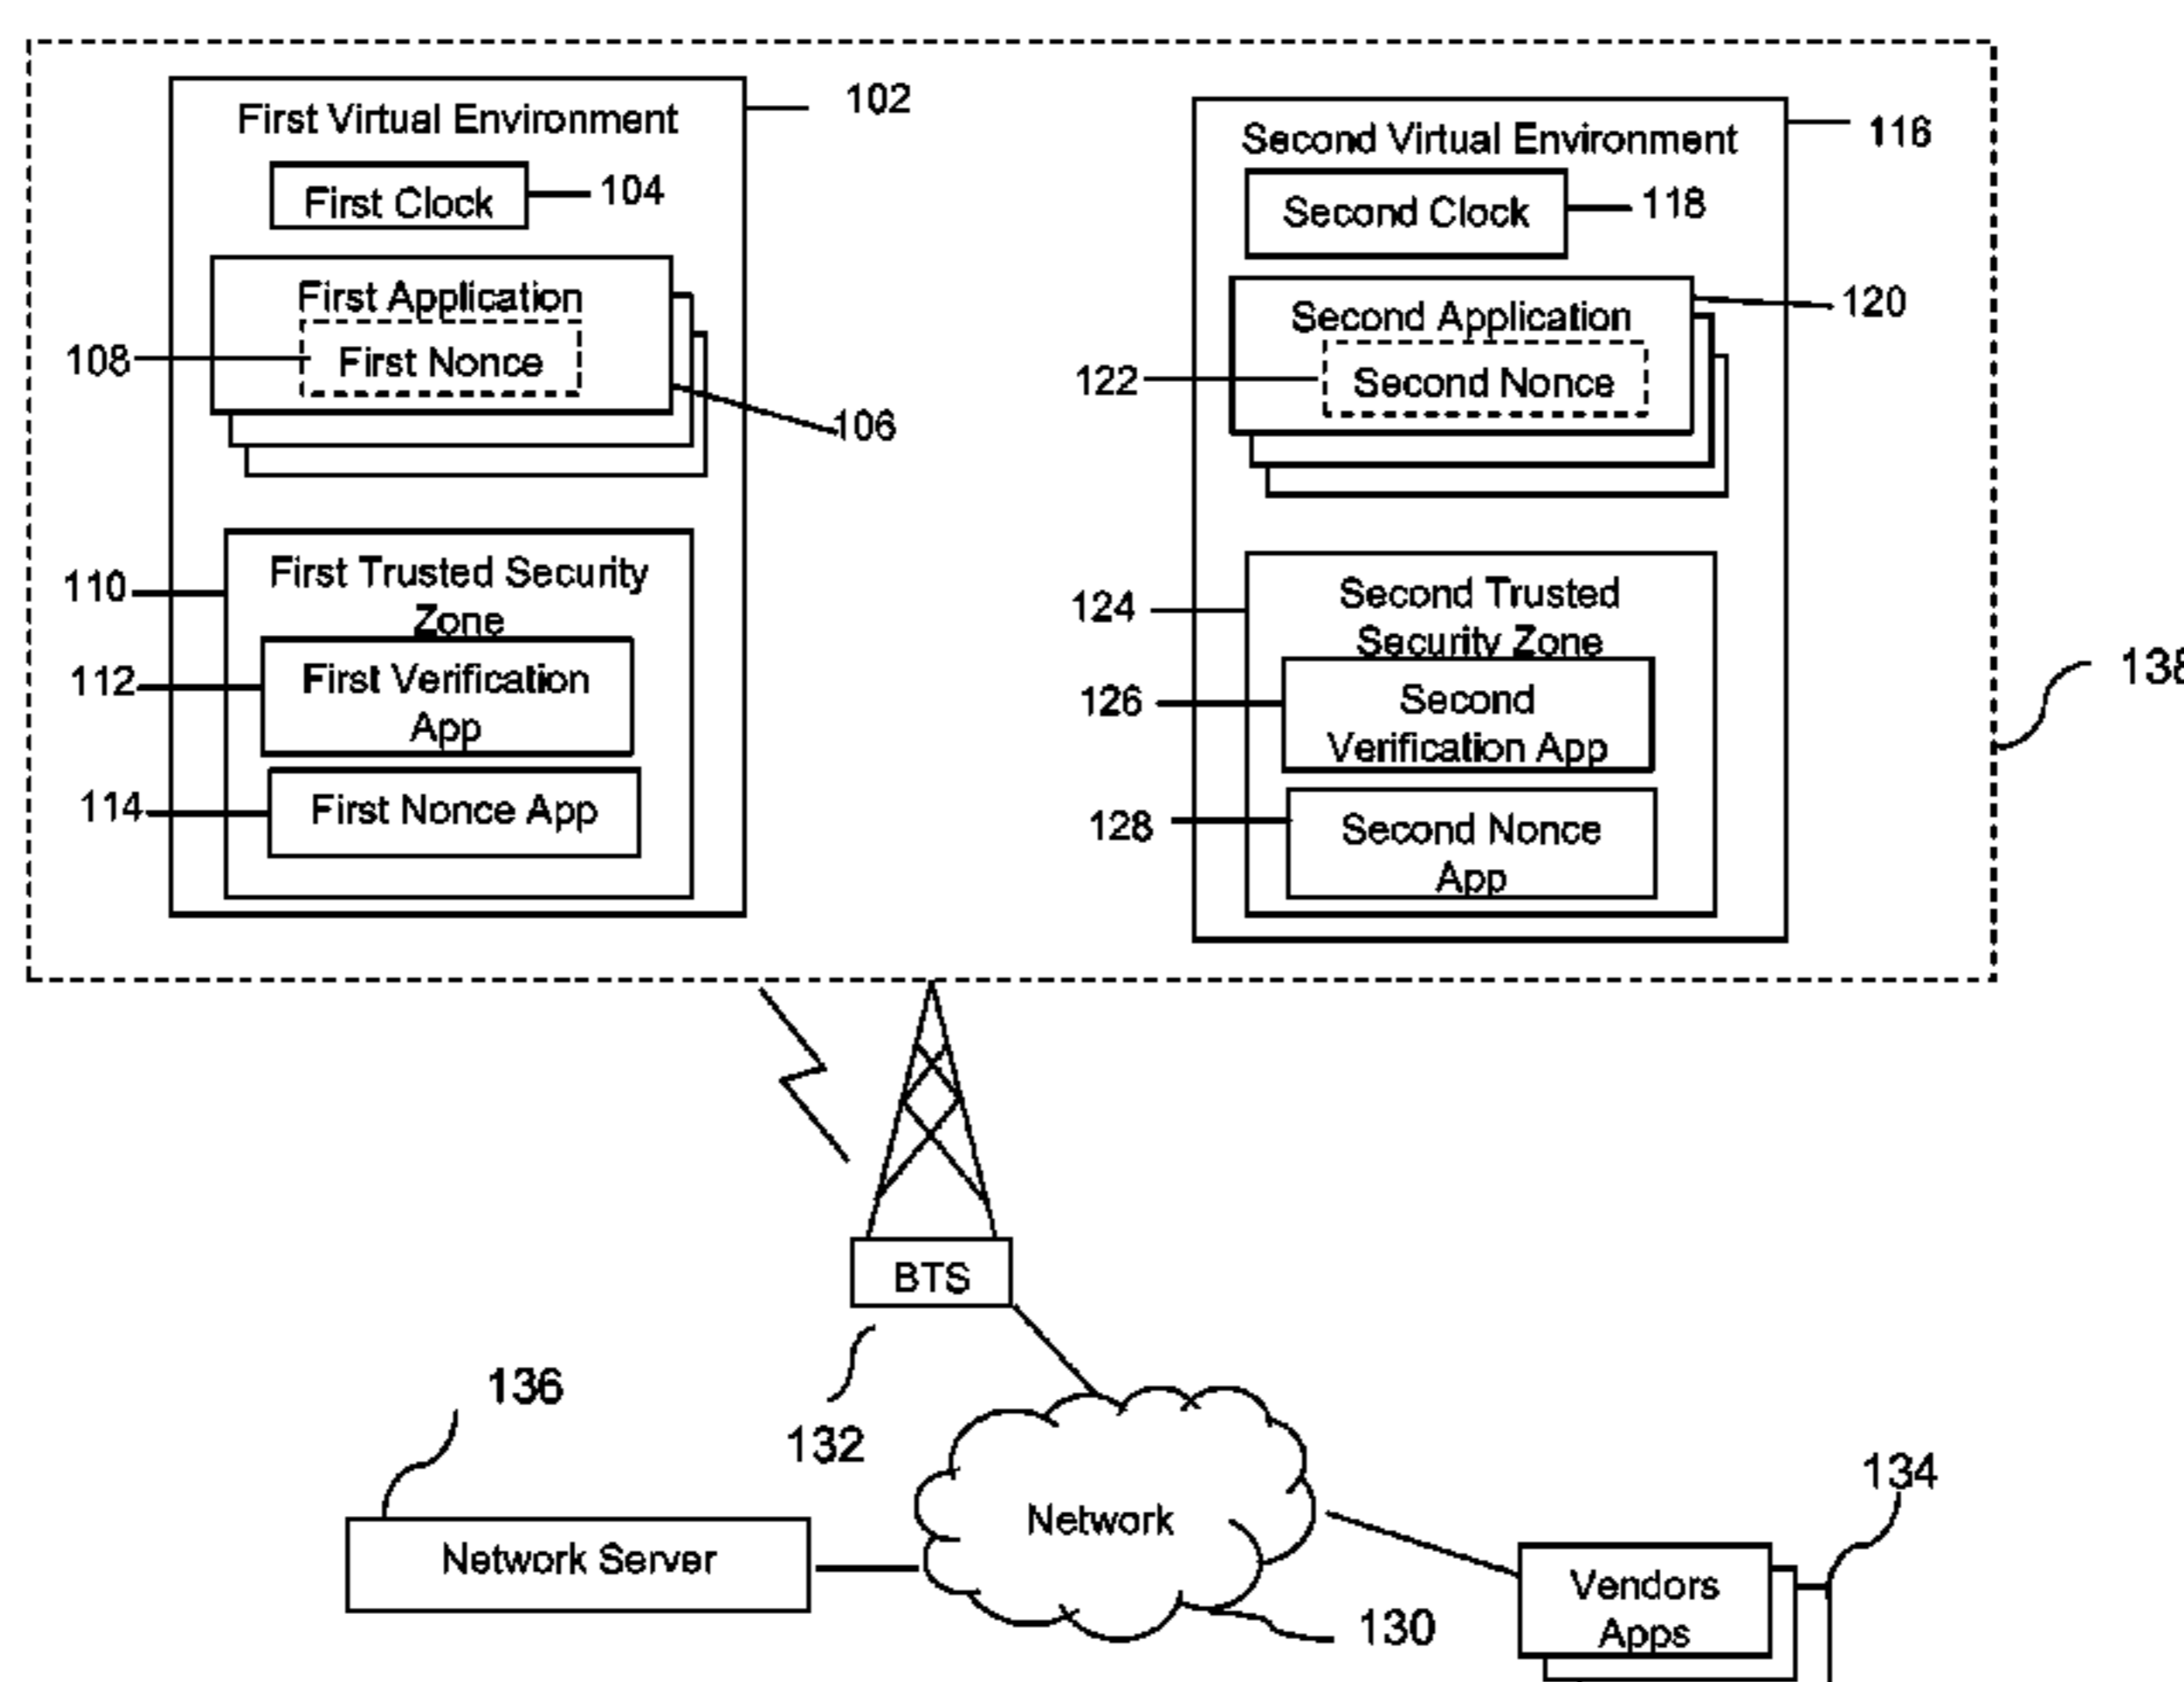 First Virtual Environment
102
First Clock
104
First Application
First Nonce
108
106
First Trusted Security
Zone
110
First Verification
App
112
First Nonce App
114
Second Virtual Environment
116
Second Clock
118
Second Application
120
Second Nonce
122
Second Trusted
Security Zone
124
Second
Verification App
126
Second Nonce
App
128
138
BTS
132
136
Network Server
Network
130
134
Vendors
Apps